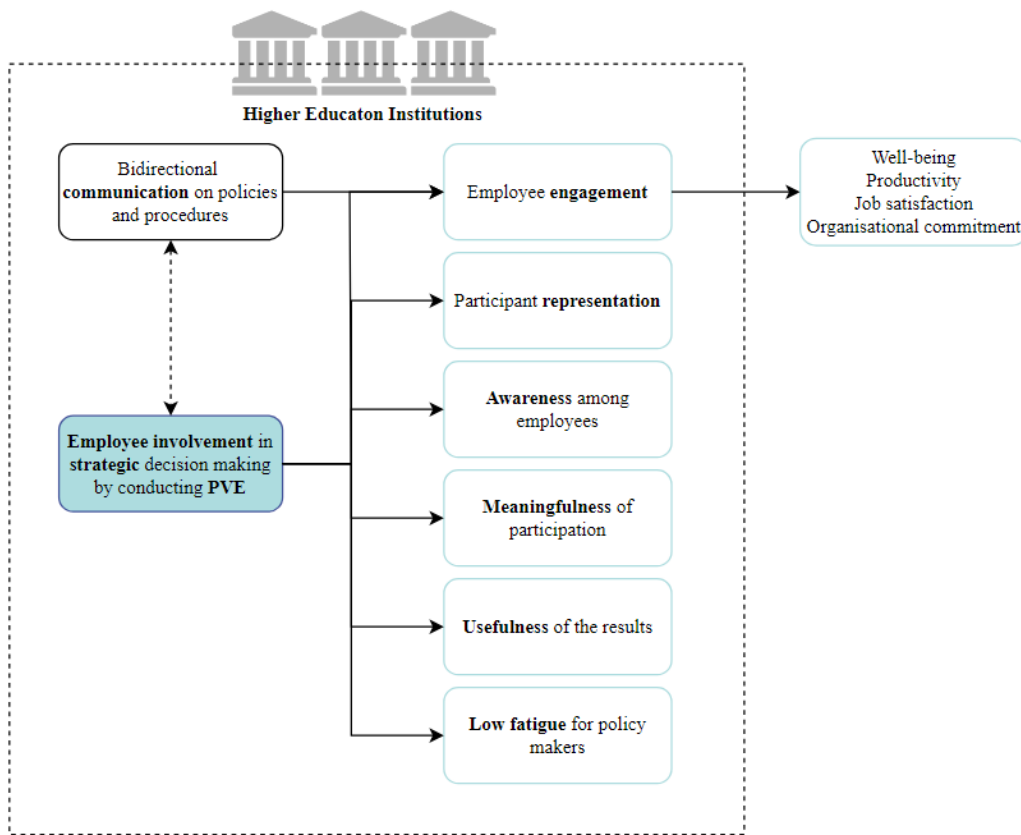 Higher Educaton Institutions
Bidirectional
communication on policies
and procedures
Employee engagement
Well-being
Productivity
Job satisfaction
Organisational commitment
Participant representation
Awareness among
employees
Employee involvement in
strategic decision making
by conducting PVE
Meaningfulness of
participation
Usefulness of the results
Low fatigue for policy
makers